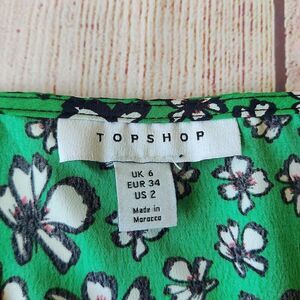 TOPSHOP
UK 6
EUR 34
US 2
Made in
Morocco